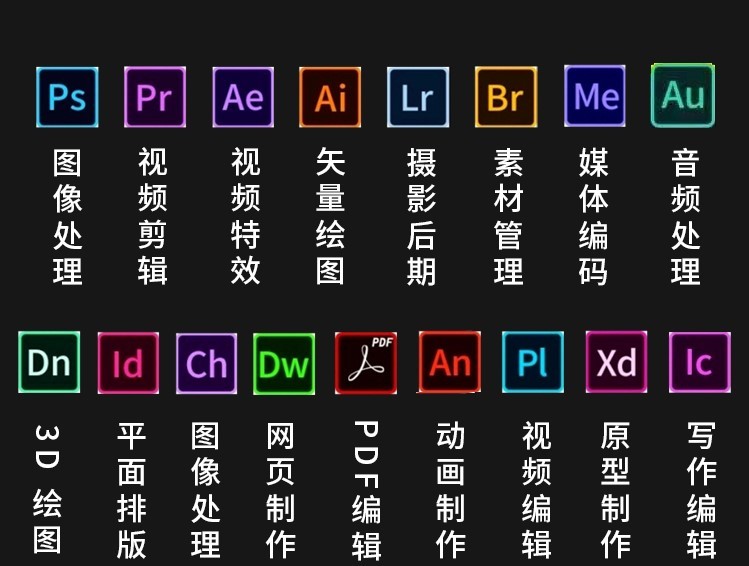 Ps
Pr
Ae
Ai
Lr
Br
Me
Au
图像处理
视频剪辑
视频特效
矢量绘图
摄影后期
素材管理
媒体编码
音频处理
Dn
Id
Ch
Dw
PDF
An
Pl
Xd
Ic
3D绘图
平面排版
图像处理
网页制作
PDF编辑
动画制作
视频编辑
原型制作
写作编辑